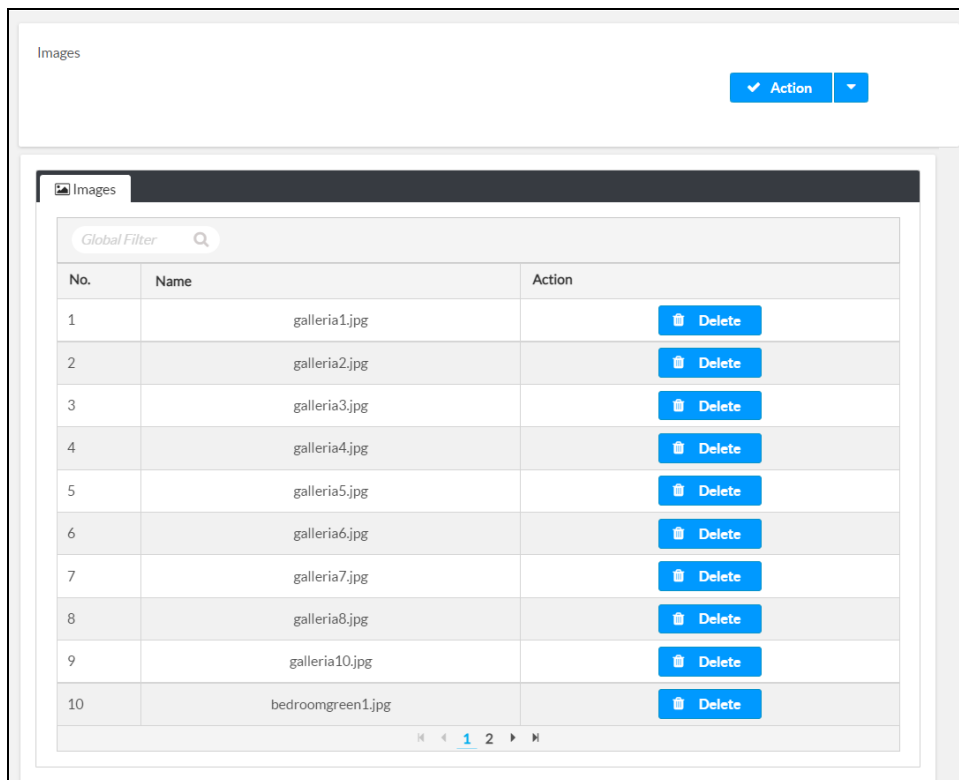 Images
Action
Images
Global Filter
No. Name Action
1 galleria1.jpg Delete
2 galleria2.jpg Delete
3 galleria3.jpg Delete
4 galleria4.jpg Delete
5 galleria5.jpg Delete
6 galleria6.jpg Delete
7 galleria7.jpg Delete
8 galleria8.jpg Delete
9 galleria10.jpg Delete
10 bedroomgreen1.jpg Delete
1 2